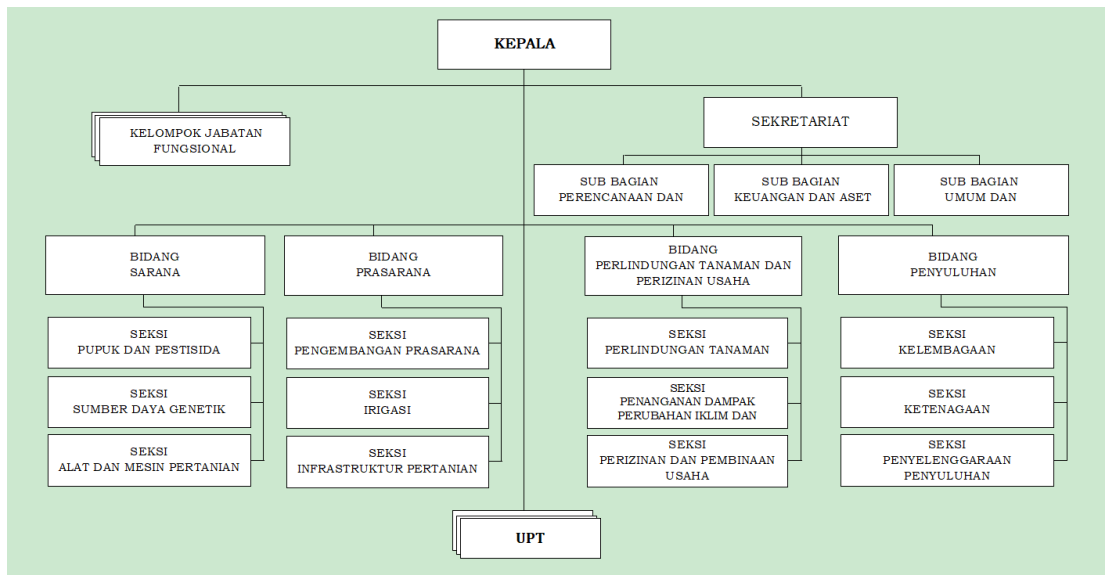 KEPALA
KELOMPOK JABATAN
FUNGSIONAL
SEKRETARIAT
SUB BAGIAN
PERENCANAAN DAN
SUB BAGIAN
KEUANGAN DAN ASET
SUB BAGIAN
UMUM DAN
BIDANG
SARANA
BIDANG
PRASARANA
BIDANG
PERLINDUNGAN TANAMAN DAN
PERIZINAN USAHA
BIDANG
PENYULUHAN
SEKSI
PUPUK DAN PESTISIDA
SEKSI
SUMBER DAYA GENETIK
SEKSI
ALAT DAN MESIN PERTANIAN
SEKSI
PENGEMBANGAN PRASARANA
SEKSI
IRIGASI
SEKSI
INFRASTRUKTUR PERTANIAN
SEKSI
PERLINDUNGAN TANAMAN
SEKSI
PENANGANAN DAMPAK
PERUBAHAN IKLIM DAN
SEKSI
PERIZINAN DAN PEMBINAAN
USAHA
SEKSI
KELEMBAGAAN
SEKSI
KETENAGAAN
SEKSI
PENYELENGGARAAN
PENYULUHAN
UPT